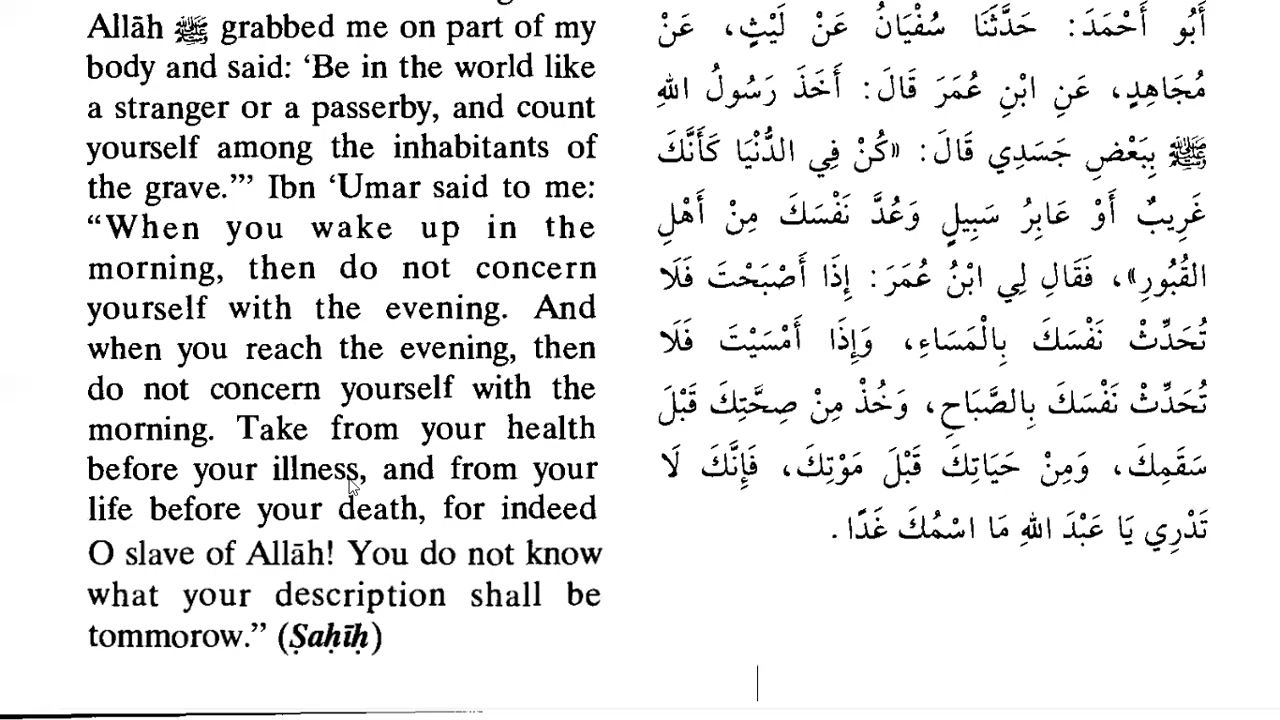 Allāh ﷺ grabbed me on part of my
body and said: ‘Be in the world like
a stranger or a passerby, and count
yourself among the inhabitants of
the grave.’” Ibn ‘Umar said to me:
“When you wake up in the
morning, then do not concern
yourself with the evening. And
when you reach the evening, then
do not concern yourself with the
morning. Take from your health
before your illness, and from your
life before your death, for indeed
O slave of Allāh! You do not know
what your description shall be
tommorow.” (Ṣaḥīḥ)
أَبُو أَحْمَدَ: حَدَّثَنَا سُفْيَانُ عَنْ لَيْثٍ، عَنْ
مُجَاهِدٍ، عَنِ ابْنِ عُمَرَ قَالَ: أَخَذَ رَسُولُ اللهِ
ﷺ بِبَعْضِ جَسَدِي قَالَ: «كُنْ فِي الدُّنْيَا كَأَنَّكَ
غَرِيبٌ أَوْ عَابِرُ سَبِيلٍ وَعُدَّ نَفْسَكَ مِنْ أَهْلِ
القُبُورِ»، فَقَالِ لِي ابْنُ عُمَرَ: إِذَا أَصْبَحْتَ فَلَا
تُحَدِّثْ نَفْسَكَ بِالْمَسَاءِ، وَإِذَا أَمْسَيْتَ فَلَا
تُحَدِّثْ نَفْسَكَ بِالصَّبَاحِ، وَخُذْ مِنْ صِحَّتِكَ قَبْلَ
سَقَمِكَ، وَمِنْ حَيَاتِكَ قَبْلَ مَوْتِكَ، فَإِنَّكَ لَا
تَدْرِي يَا عَبْدَ اللهِ مَا اسْمُكَ غَدًا.